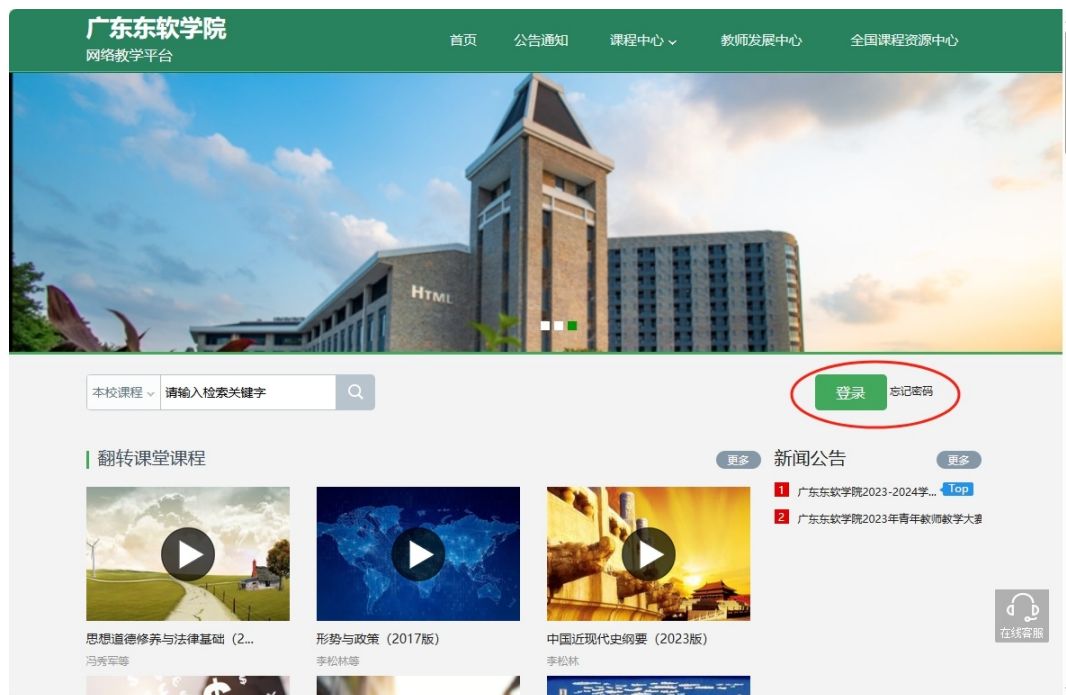 广东东软学院
网络教学平台
首页 公告通知 课程中心 教师发展中心 全国课程资源中心
HTML
本校课程 请输入检索关键字
登录 忘记密码
翻转课堂课程 更多
新闻公告 更多
1 广东东软学院2023-2024学... Top
2 广东东软学院2023年青年教师教学大赛
思想道德修养与法律基础（2...
冯秀军等
形势与政策（2017版）
李松林等
中国近现代史纲要（2023版）
李松林
在线客服